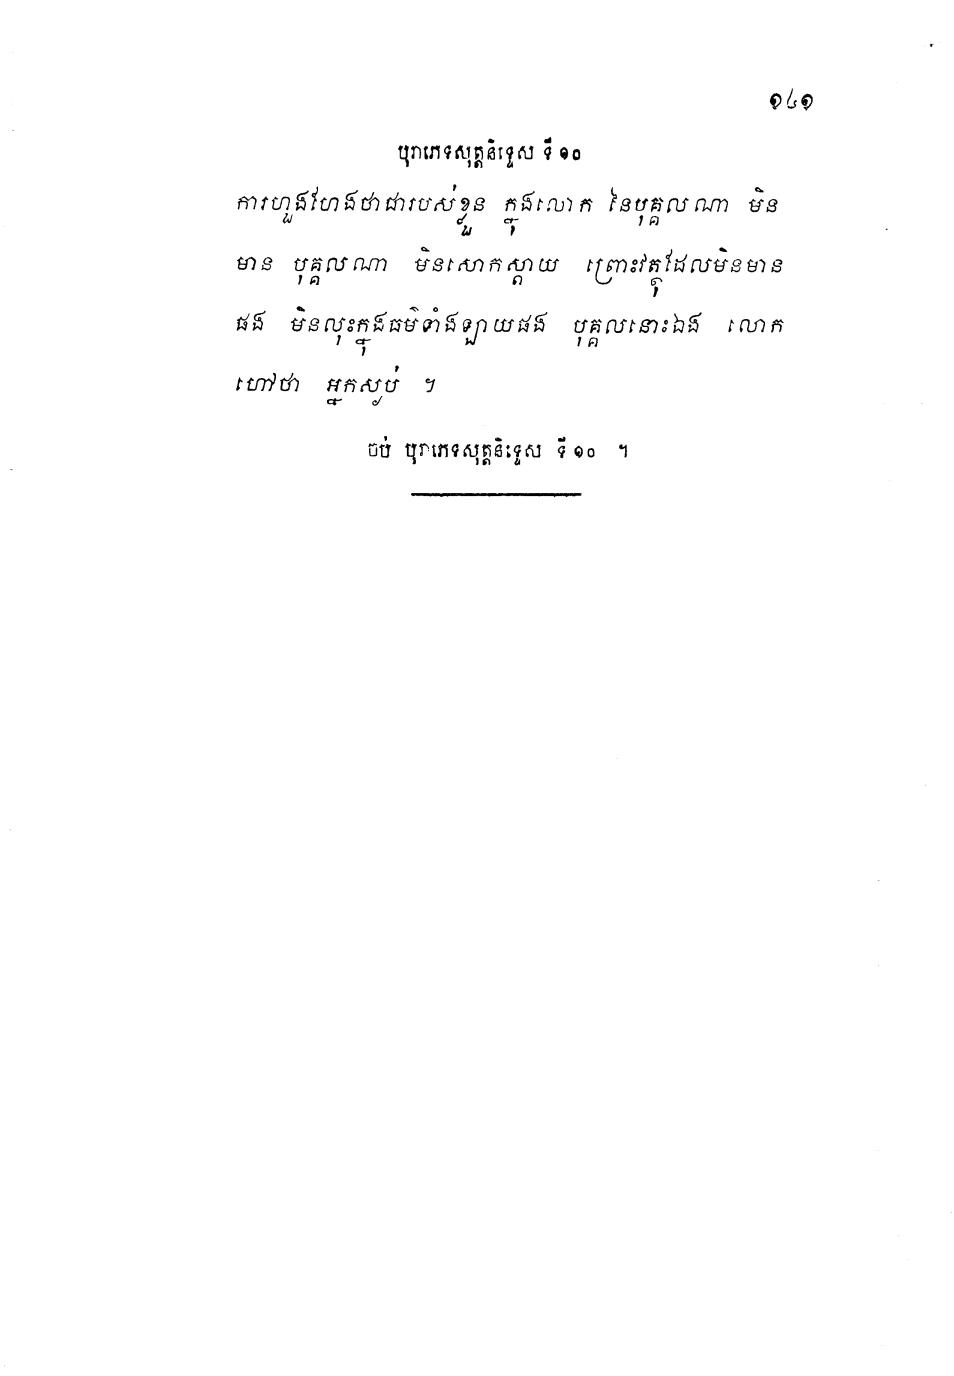 ១៤១
បុរាភេទសុត្តនិទ្ទេស ទី ១០
ការហួងហែងថាជារបស់ខ្លួន ក្នុងលោក នៃបុគ្គលណា មិន
មាន បុគ្គលណា មិនសោកស្តាយ ព្រោះវត្ថុដែលមិនមាន
ផង មិនលុះក្នុងធម៌ទាំងឡាយផង បុគ្គលនោះឯង លោក
ហៅថា អ្នកស្ងប់ ។
ចប់ បុរាភេទសុត្តនិទ្ទេស ទី ១០ ។